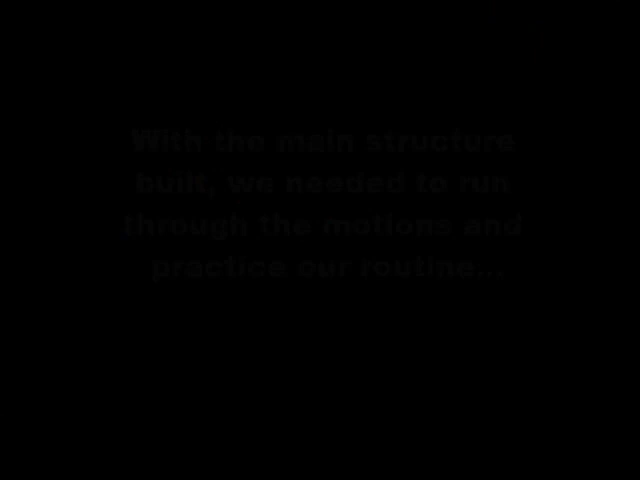 With the main structure
built, we needed to run
through the motions and
practice our routine...